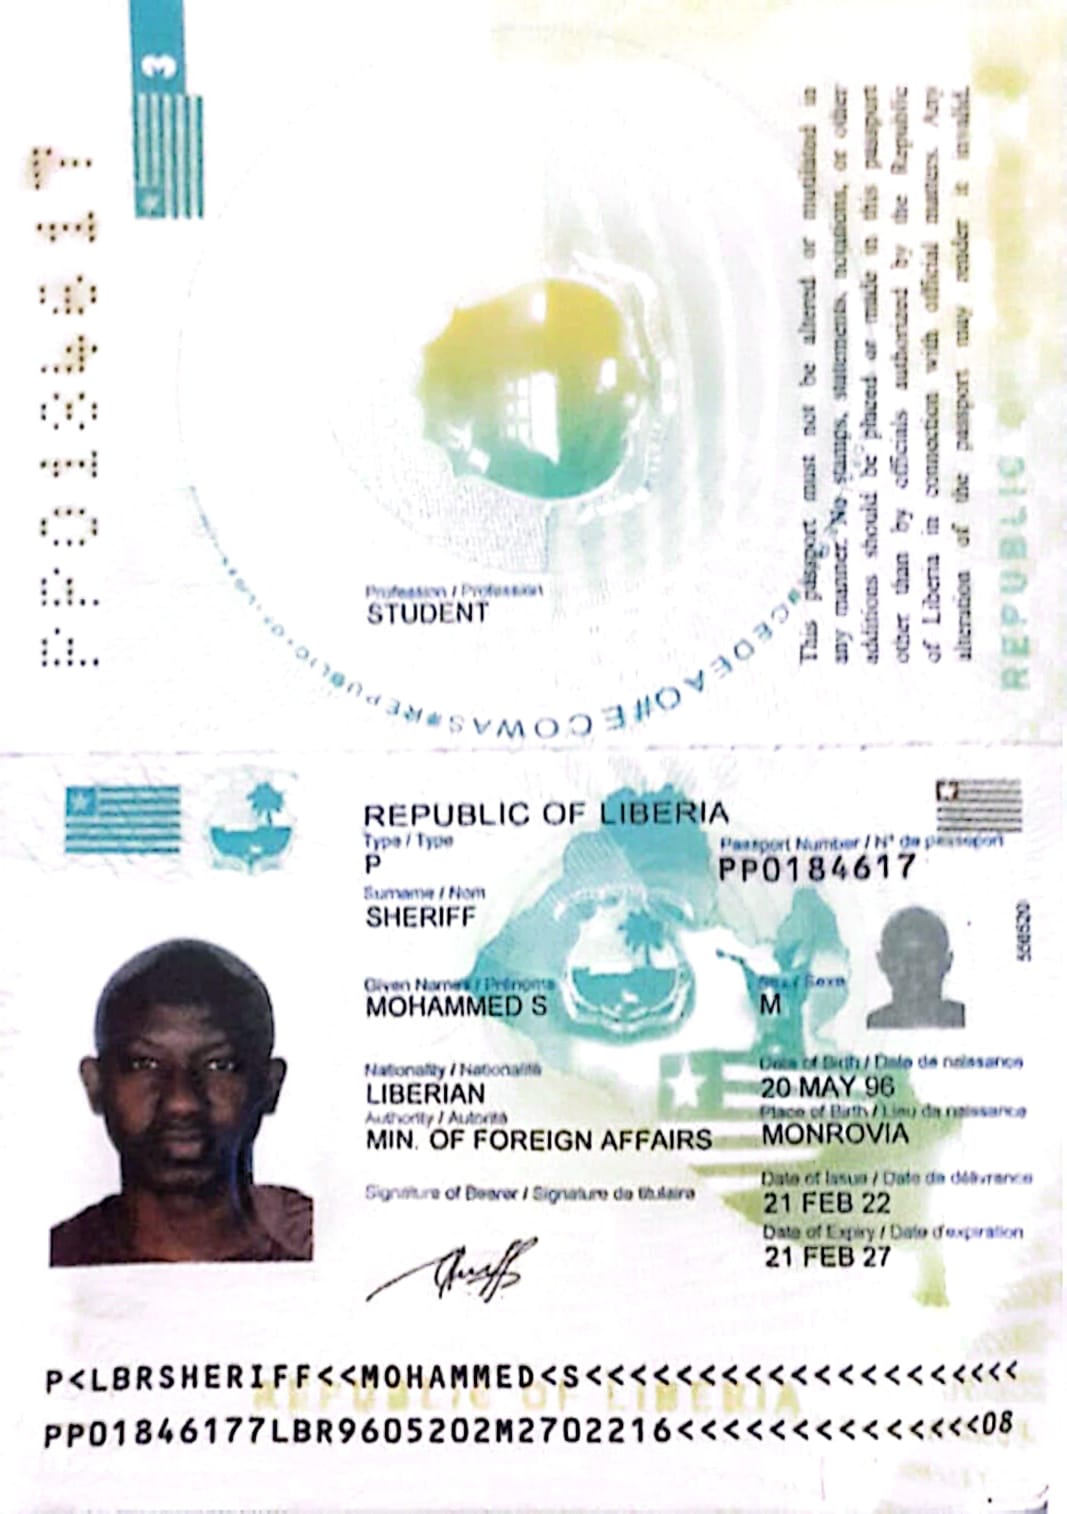 3
PP0184617
This passport must not be altered or mutilated in
any manner. No stamps, statements, notations, or other
additions should be placed or made in this passport
other than by officials authorized by the Republic
of Liberia in connection with official matters. Any
alteration of the passport may render it invalid.
REPUBLIC OF
Profession / Profession
STUDENT
REPUBLIC
#ECOWAS#
CEDEAO#
REPUBLIC OF LIBERIA
Type / Type
P
Passport Number / N° de passeport
PP0184617
Surname / Nom
SHERIFF
Given Names / Prénoms
MOHAMMED S
Sex / Sexe
M
Nationality / Nationalité
LIBERIAN
Date of Birth / Date de naissance
20 MAY 96
Authority / Autorité
MIN. OF FOREIGN AFFAIRS
Place of Birth / Lieu de naissance
MONROVIA
Signature of Bearer / Signature de titulaire
Date of Issue / Date de délivrance
21 FEB 22
Date of Expiry / Date d'expiration
21 FEB 27
P<LBRSHERIFF<<MOHAMMED<S<<<<<<<<<<<<<<<<<<<<
REPUBLIC OF LIBERIA
PP01846177LBR9605202M2702216<<<<<<<<<<<<<<08